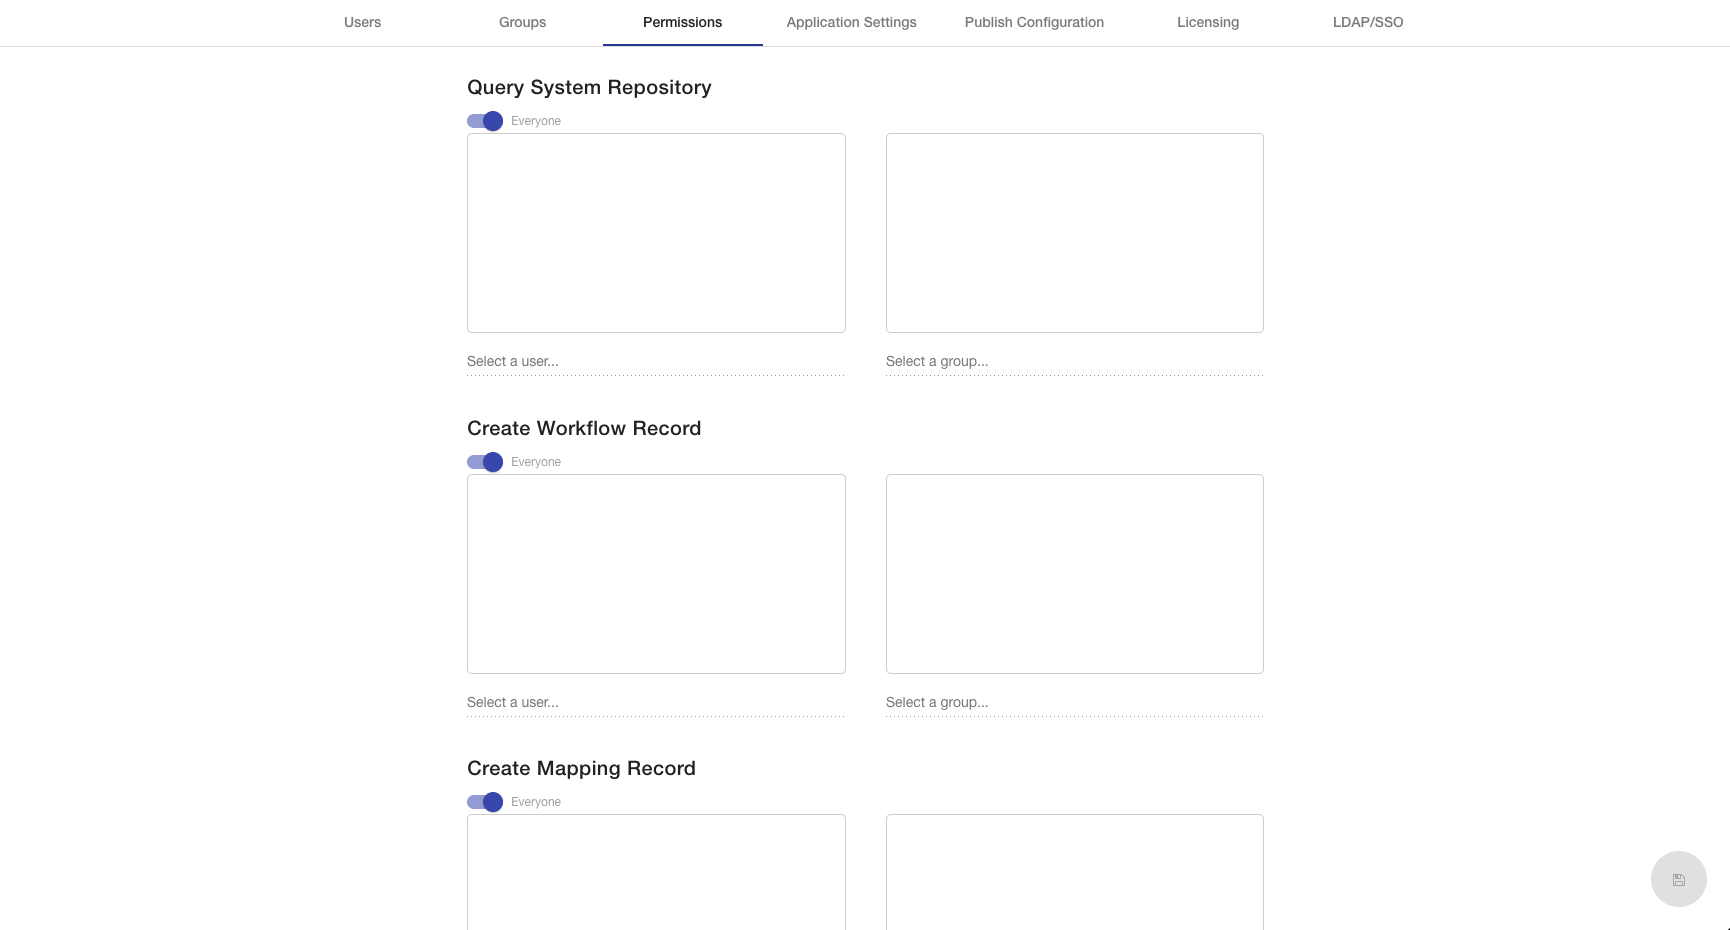 Users Groups Permissions Application Settings Publish Configuration Licensing LDAP/SSO
Query System Repository
Everyone
Select a user... Select a group...
Create Workflow Record
Everyone
Select a user... Select a group...
Create Mapping Record
Everyone